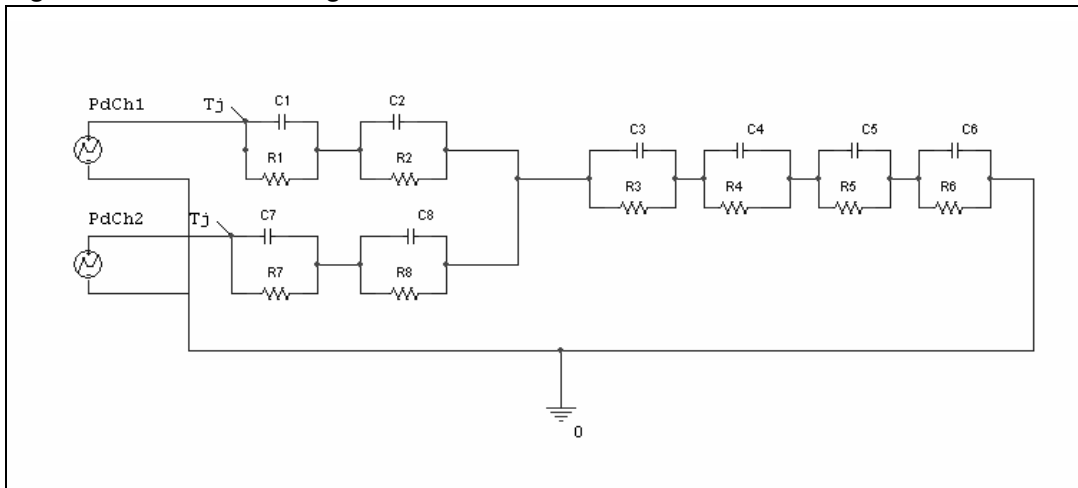 PdCh1 Tj C1 C2
C3 C4 C5 C6
R1 R2
R3 R4 R5 R6
PdCh2 Tj C7 C8
R7 R8
0